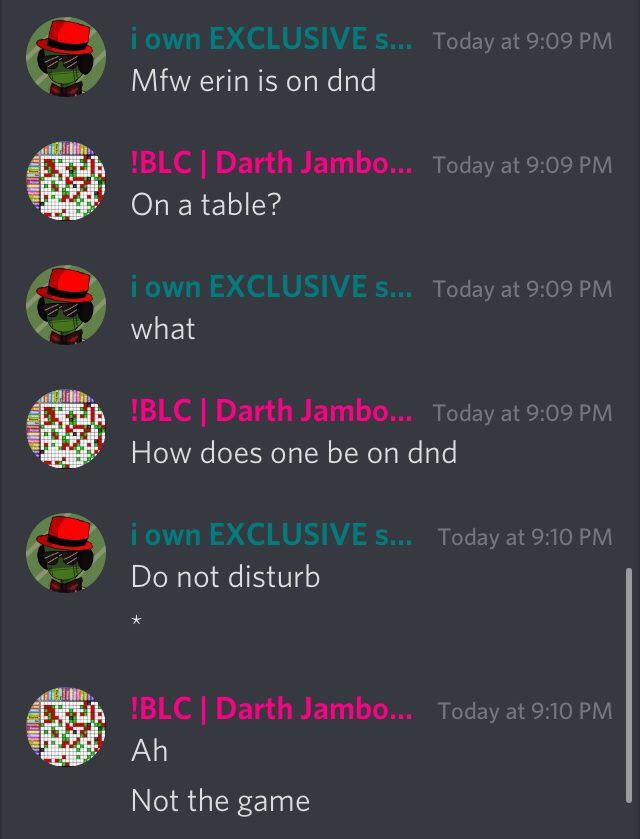 i own EXCLUSIVE s... Today at 9:09 PM
Mfw erin is on dnd
!BLC | Darth Jambo... Today at 9:09 PM
On a table?
i own EXCLUSIVE s... Today at 9:09 PM
what
!BLC | Darth Jambo... Today at 9:09 PM
How does one be on dnd
i own EXCLUSIVE s... Today at 9:10 PM
Do not disturb
*
!BLC | Darth Jambo... Today at 9:10 PM
Ah
Not the game